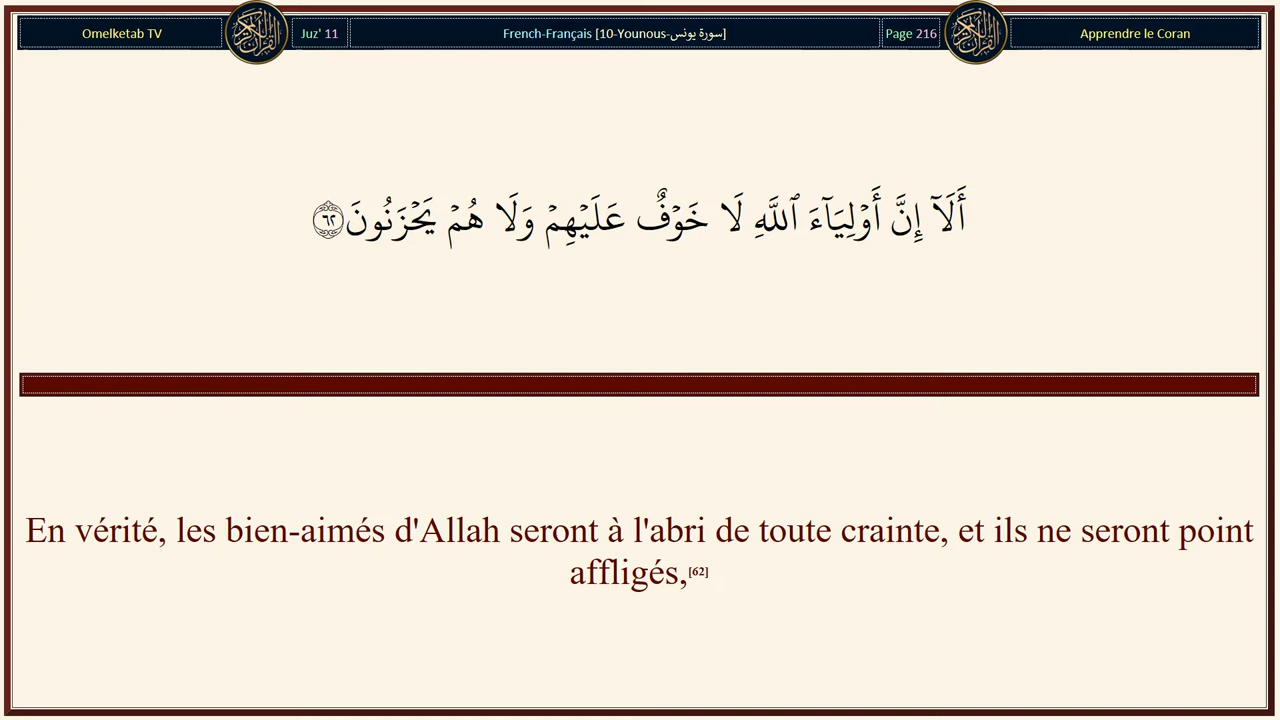 Omelketab TV
Juz' 11
French-Français [10-Younous-سورة يونس]
Page 216
Apprendre le Coran
أَلَآ إِنَّ أَوۡلِيَآءَ ٱللَّهِ لَا خَوۡفٌ عَلَيۡهِمۡ وَلَا هُمۡ يَحۡزَنُونَ ٦٢
En vérité, les bien-aimés d'Allah seront à l'abri de toute crainte, et ils ne seront point
affligés,[62]